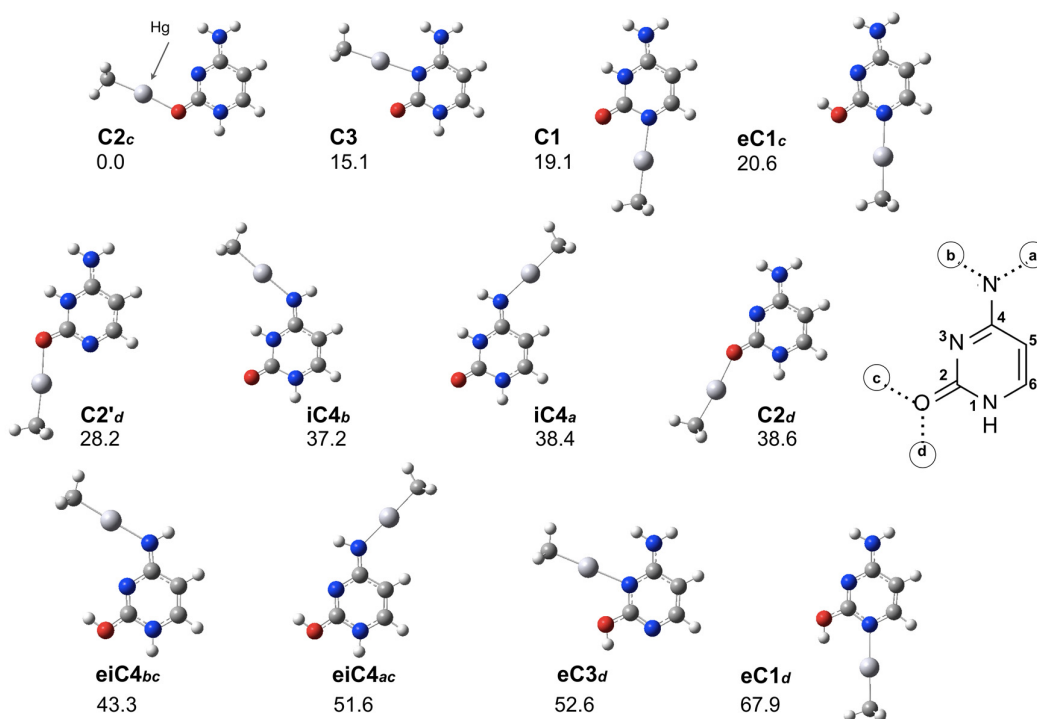 Hg
C2c
0.0
C3
15.1
C1
19.1
eC1c
20.6
C2'd
28.2
iC4b
37.2
iC4a
38.4
C2d
38.6
b
a
N
4
3
N
5
c
2
6
O
1
N
H
d
eiC4bc
43.3
eiC4ac
51.6
eC3d
52.6
eC1d
67.9